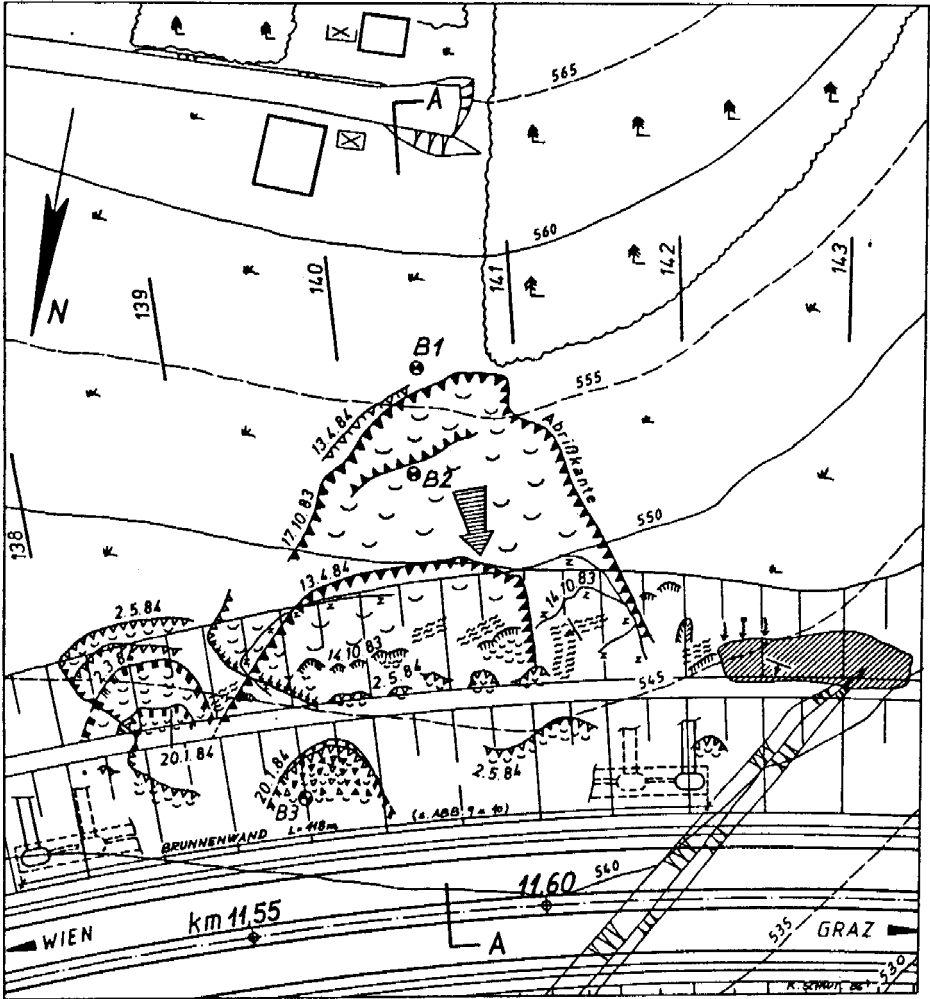 565
A
560
N
139
140
141
142
143
B1
555
13.4.84
Abrißkante
B2
17.10.83
550
138
13.4.84
14.10.83
2.5.84
14.10.83
2.3.84
2.5.84
545
20.1.84
20.1.84
2.5.84
B3
BRUNNENWAND L=118m
(s. ABB. 9 u. 10)
540
km 11,55
11,60
WIEN
A
535
GRAZ
530